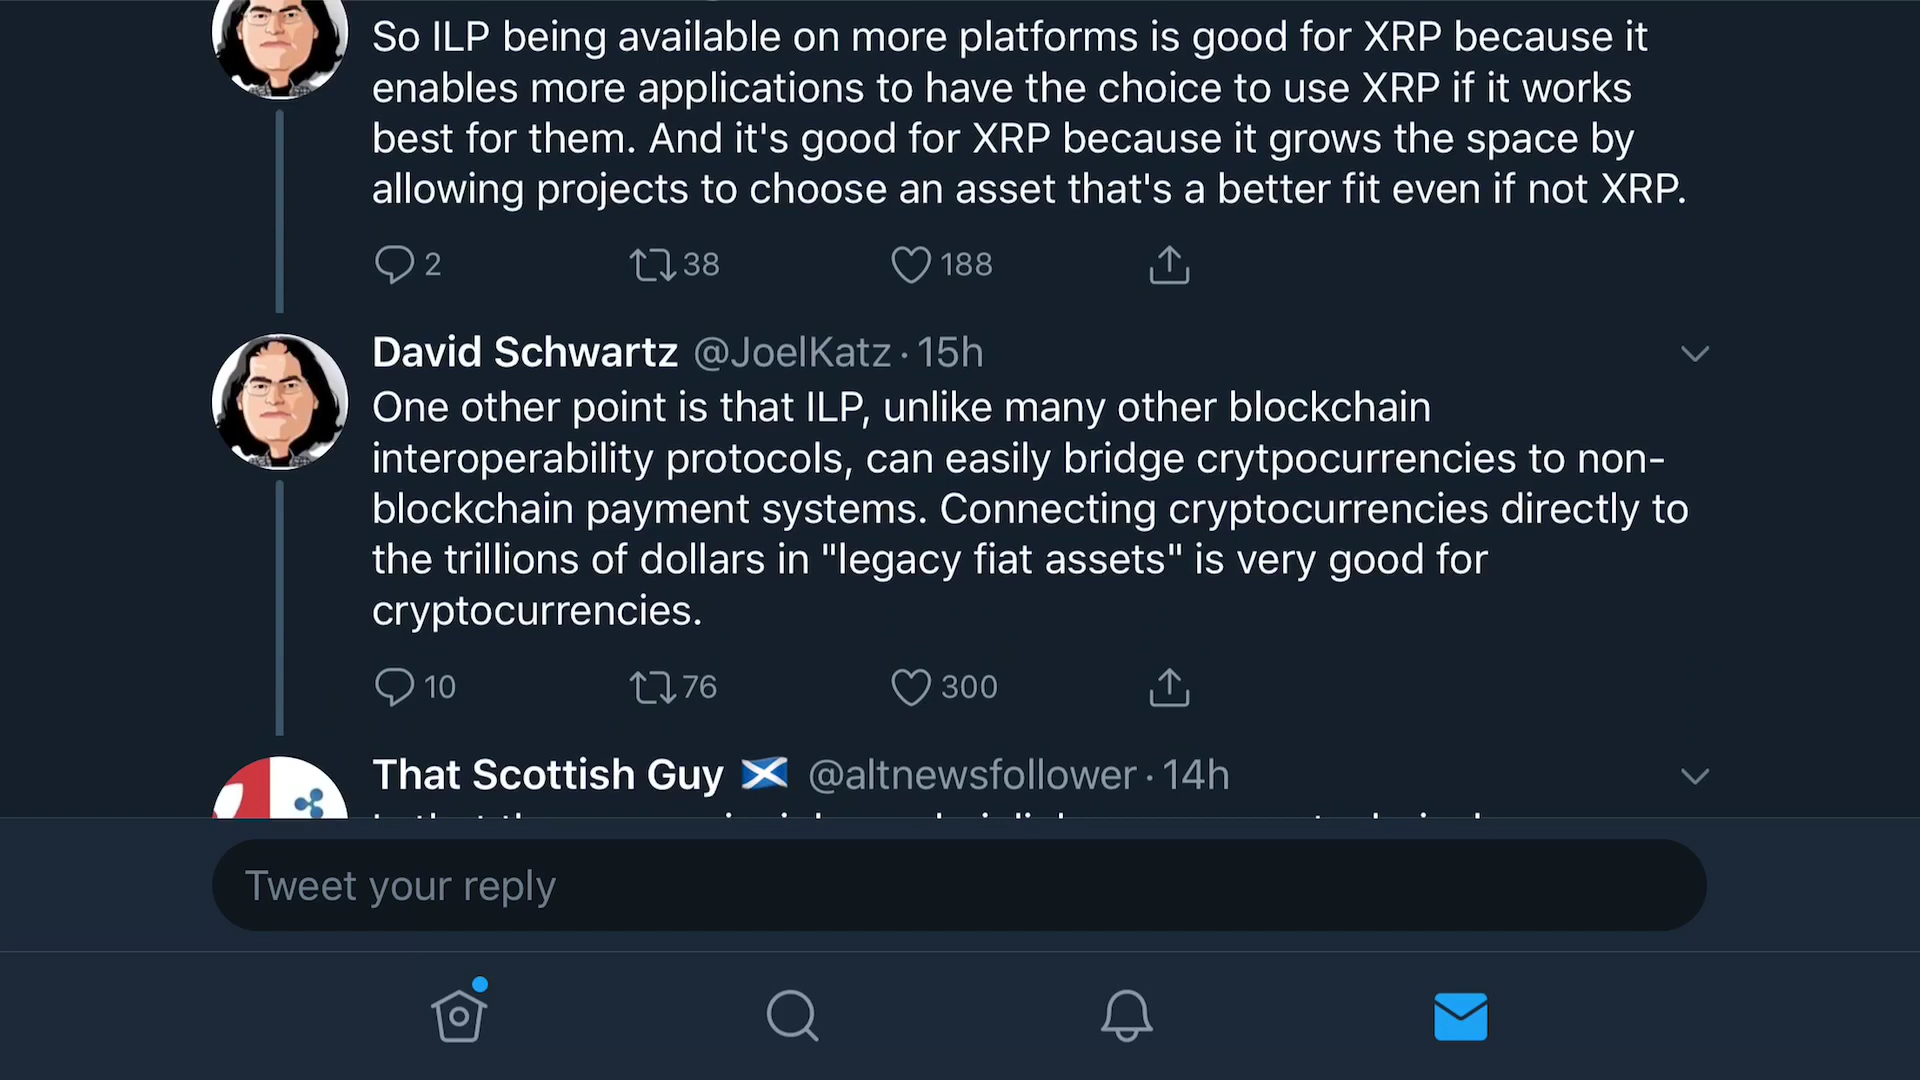 So ILP being available on more platforms is good for XRP because it
enables more applications to have the choice to use XRP if it works
best for them. And it's good for XRP because it grows the space by
allowing projects to choose an asset that's a better fit even if not XRP.
2 38 188
David Schwartz @JoelKatz · 15h
One other point is that ILP, unlike many other blockchain
interoperability protocols, can easily bridge crytpocurrencies to non-
blockchain payment systems. Connecting cryptocurrencies directly to
the trillions of dollars in "legacy fiat assets" is very good for
cryptocurrencies.
10 76 300
That Scottish Guy @altnewsfollower · 14h
Tweet your reply